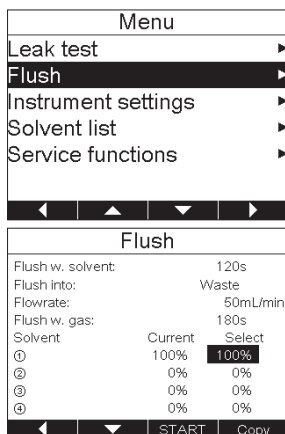 Menu
Leak test
Flush
Instrument settings
Solvent list
Service functions
Flush
Flush w. solvent: 120s
Flush into: Waste
Flowrate: 50mL/min
Flush w. gas: 180s
Solvent Current Select
① 100% 100%
② 0% 0%
③ 0% 0%
④ 0% 0%
START Copy